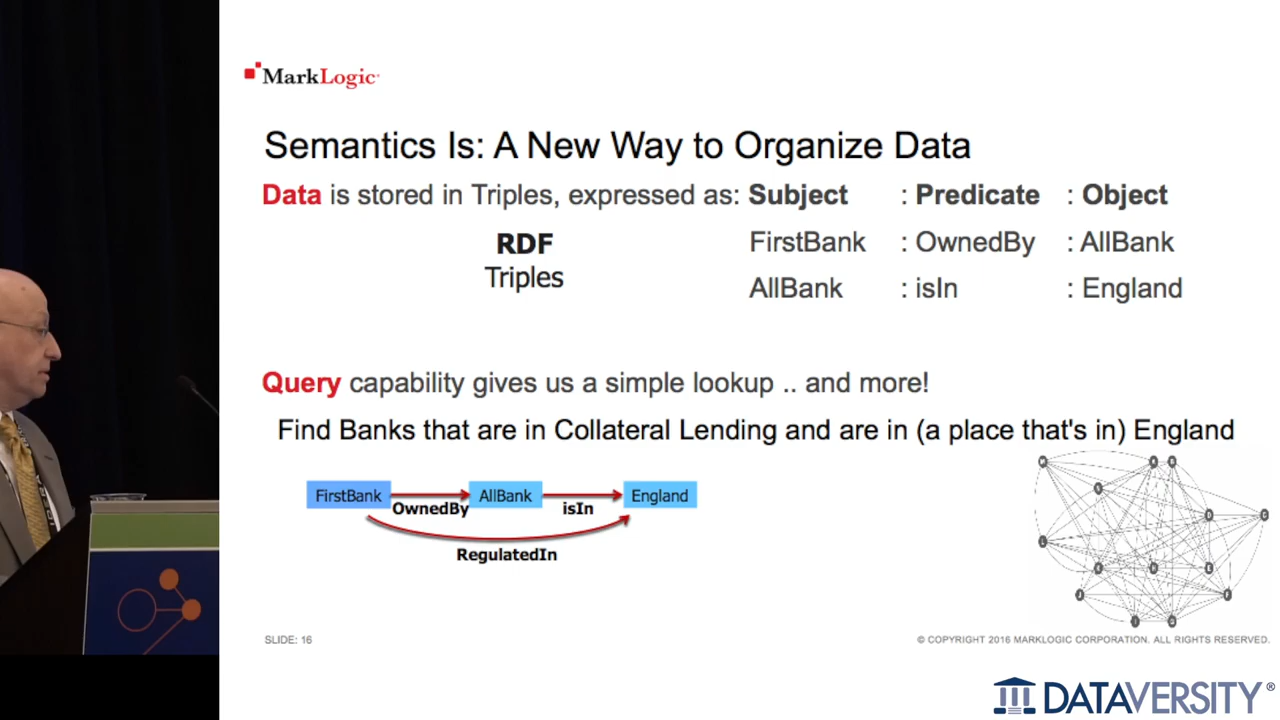 MarkLogic
Semantics Is: A New Way to Organize Data
Data is stored in Triples, expressed as: Subject : Predicate : Object
RDF
Triples
FirstBank : OwnedBy : AllBank
AllBank : isIn : England
Query capability gives us a simple lookup .. and more!
Find Banks that are in Collateral Lending and are in (a place that's in) England
FirstBank
OwnedBy
AllBank
isIn
England
RegulatedIn
SLIDE: 16
© COPYRIGHT 2016 MARKLOGIC CORPORATION. ALL RIGHTS RESERVED.
DATAVERSITY®